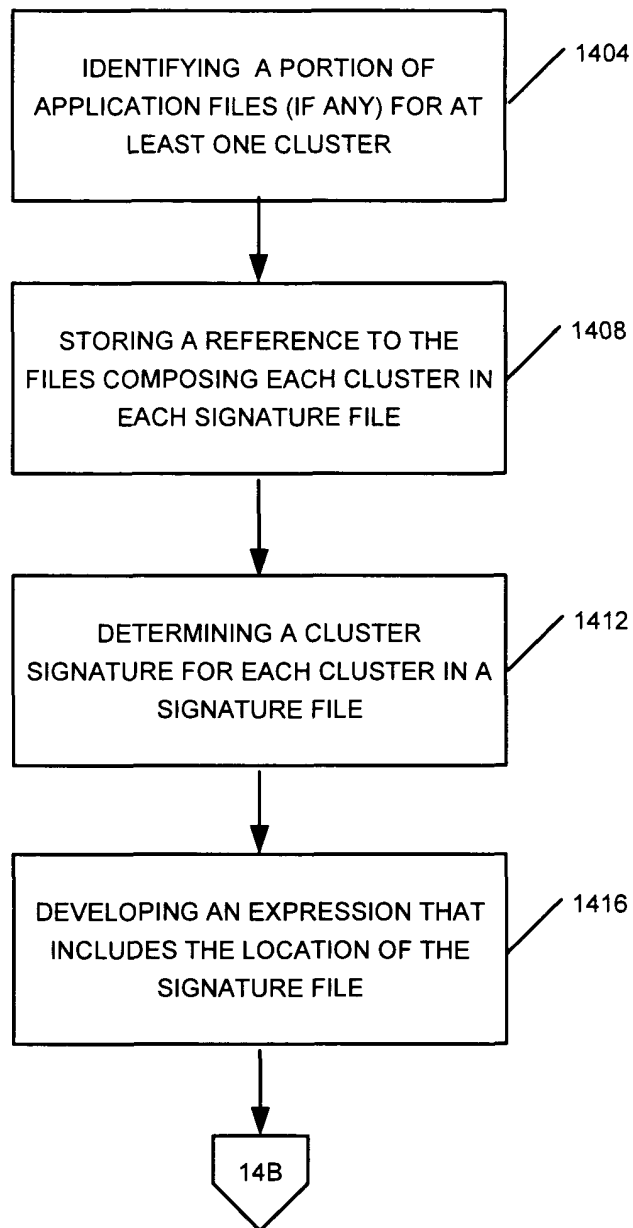 IDENTIFYING A PORTION OF
APPLICATION FILES (IF ANY) FOR AT
LEAST ONE CLUSTER
1404
STORING A REFERENCE TO THE
FILES COMPOSING EACH CLUSTER IN
EACH SIGNATURE FILE
1408
DETERMINING A CLUSTER
SIGNATURE FOR EACH CLUSTER IN A
SIGNATURE FILE
1412
DEVELOPING AN EXPRESSION THAT
INCLUDES THE LOCATION OF THE
SIGNATURE FILE
1416
14B